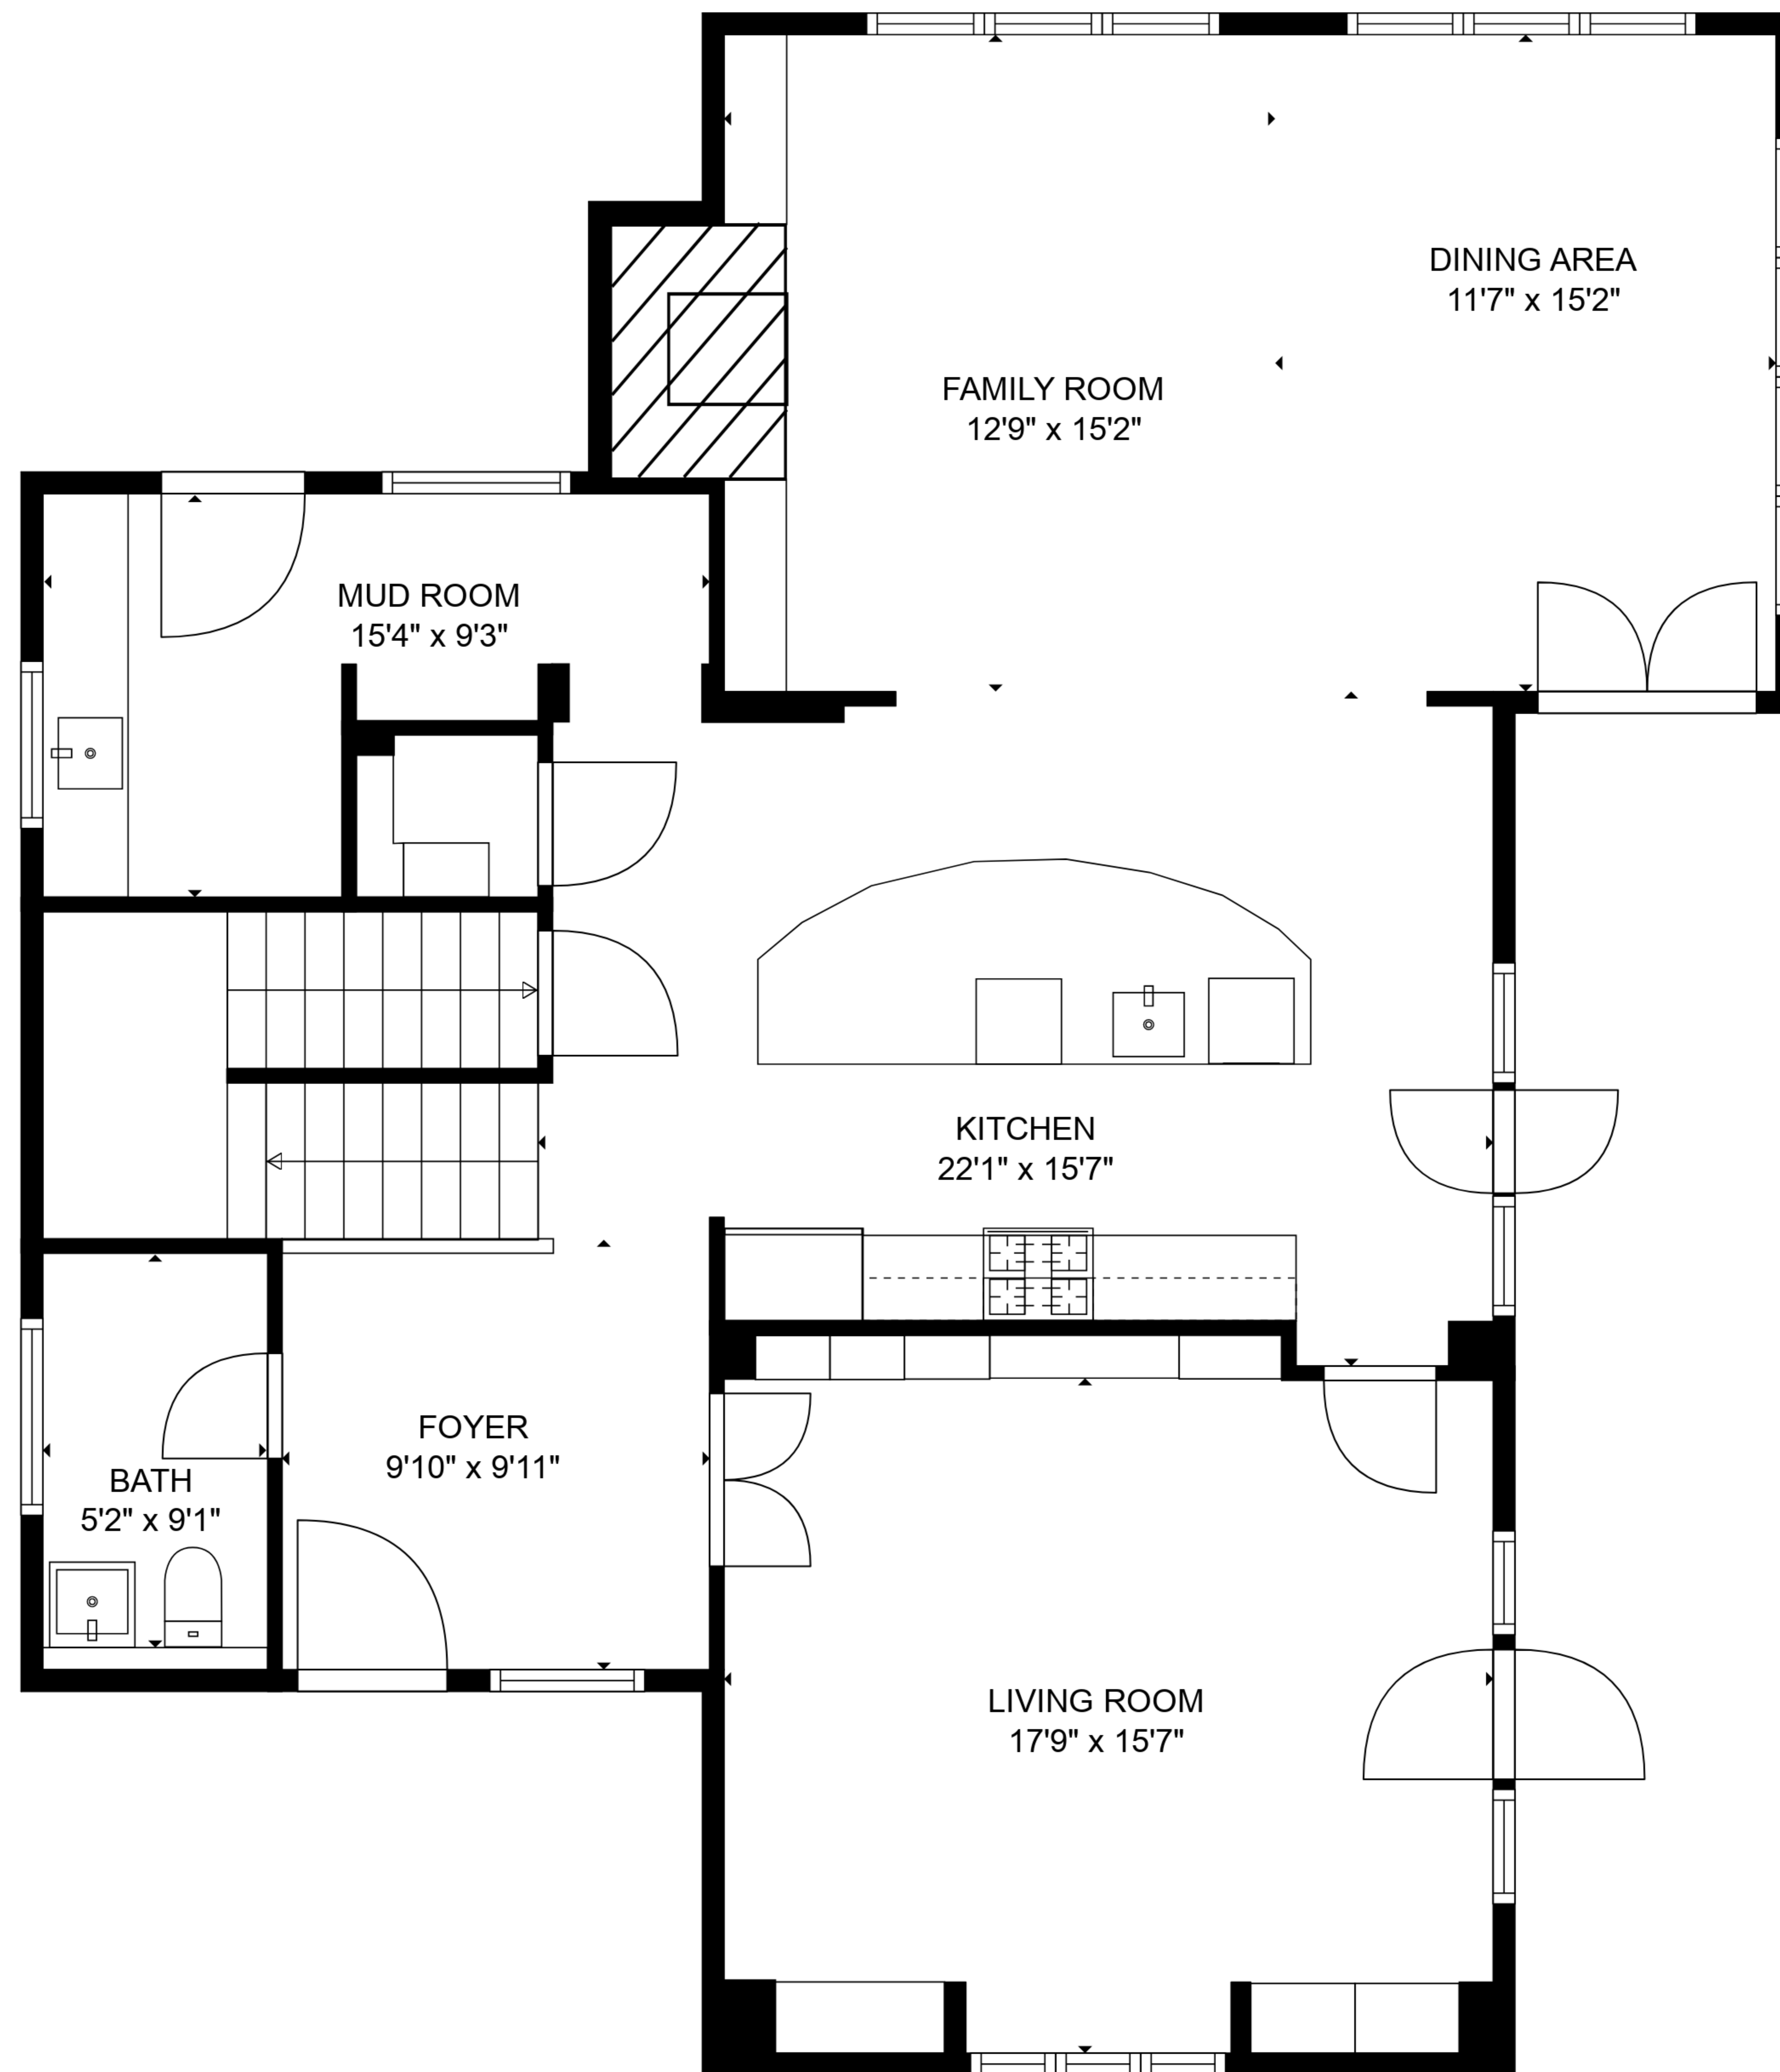 DINING AREA
11'7" x 15'2"
FAMILY ROOM
12'9" x 15'2"
MUD ROOM
15'4" x 9'3"
KITCHEN
22'1" x 15'7"
FOYER
9'10" x 9'11"
BATH
5'2" x 9'1"
LIVING ROOM
17'9" x 15'7"